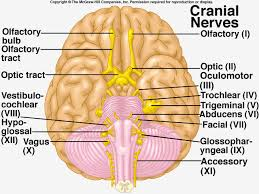 Copyright © The McGraw-Hill Companies, Inc. Permission required for reproduction or display.
Cranial
Nerves
Olfactory
bulb
Olfactory
tract
Optic tract
Vestibulo-
cochlear
(VIII)
Hypo-
glossal
(XII)
Vagus
(X)
Olfactory (I)
Optic (II)
Oculomotor
(III)
Trochlear (IV)
Trigeminal (V)
Abducens (VI)
Facial (VII)
Glossophar-
yngeal (IX)
Accessory
(XI)